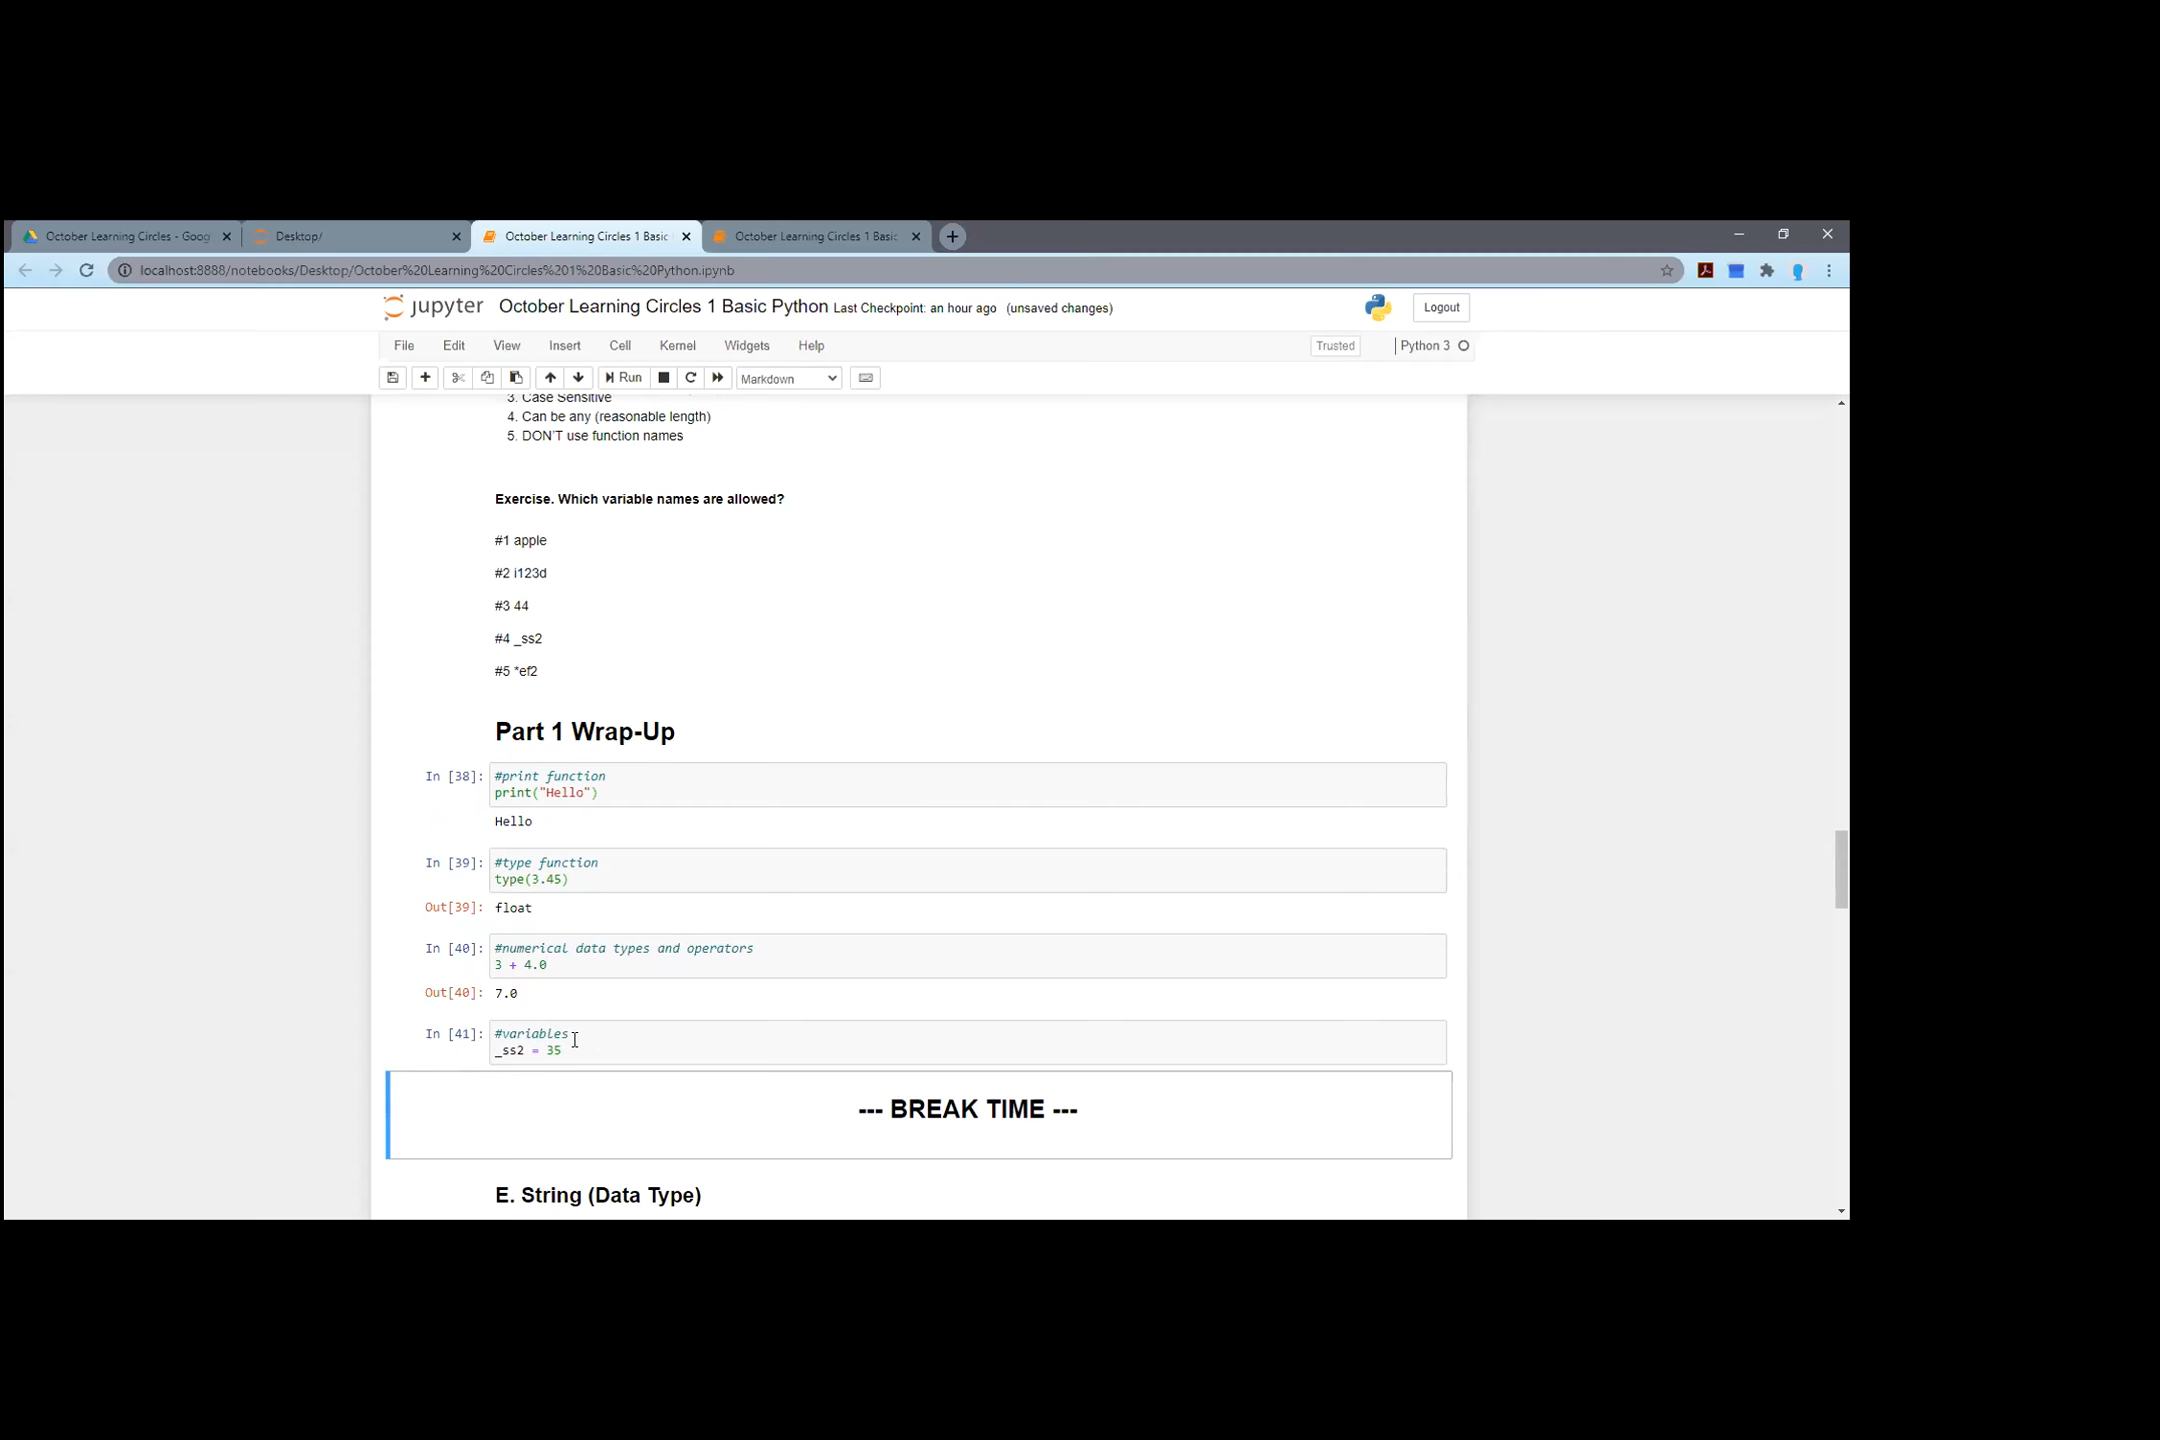 October Learning Circles - Goog
Desktop/
October Learning Circles 1 Basic
October Learning Circles 1 Basic
localhost:8888/notebooks/Desktop/October%20Learning%20Circles%201%20Basic%20Python.ipynb
jupyter October Learning Circles 1 Basic Python Last Checkpoint: an hour ago (unsaved changes)
Logout
File Edit View Insert Cell Kernel Widgets Help
Trusted
Python 3
Run
Markdown
3. Case Sensitive
4. Can be any (reasonable length)
5. DON'T use function names
Exercise. Which variable names are allowed?
#1 apple
#2 i123d
#3 44
#4 _ss2
#5 *ef2
Part 1 Wrap-Up
In [38]: #print function
print("Hello")
Hello
In [39]: #type function
type(3.45)
Out[39]: float
In [40]: #numerical data types and operators
3 + 4.0
Out[40]: 7.0
In [41]: #variables
_ss2 = 35
--- BREAK TIME ---
E. String (Data Type)